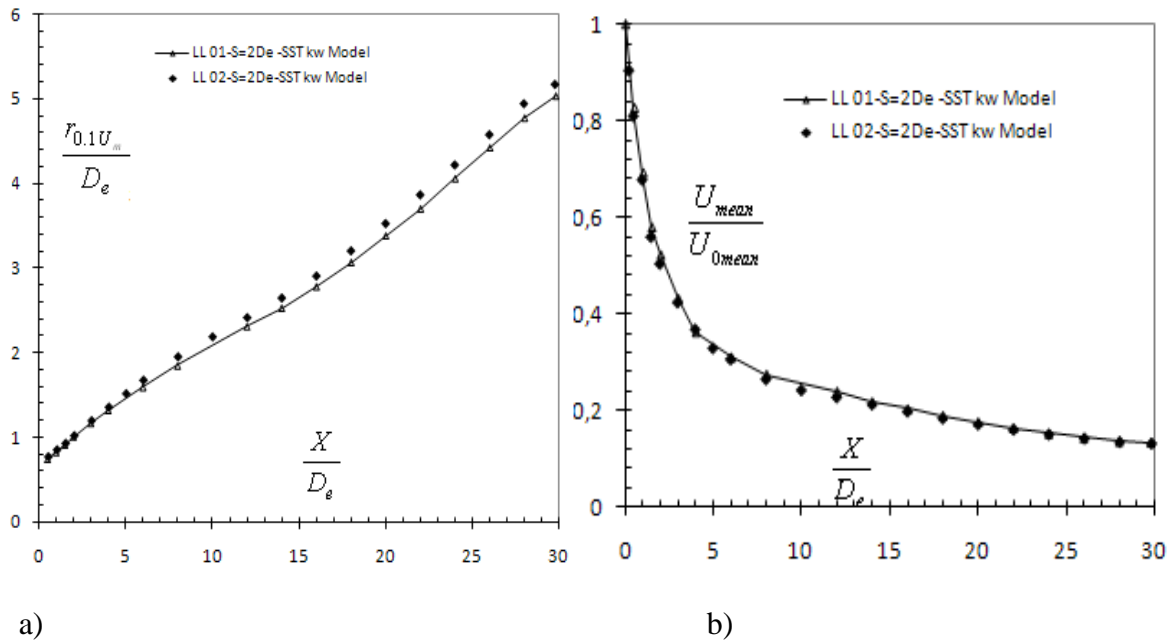 6
5
4
3
2
1
0
0 5 10 15 20 25 30
LL 01-S=2De -SST kw Model
LL 02-S=2De-SST kw Model
r0.1Um
De
X
De
a)
1
0,8
0,6
0,4
0,2
0
0 5 10 15 20 25 30
LL 01-S=2De -SST kw Model
LL 02-S=2De-SST kw Model
Umean
U0mean
X
De
b)